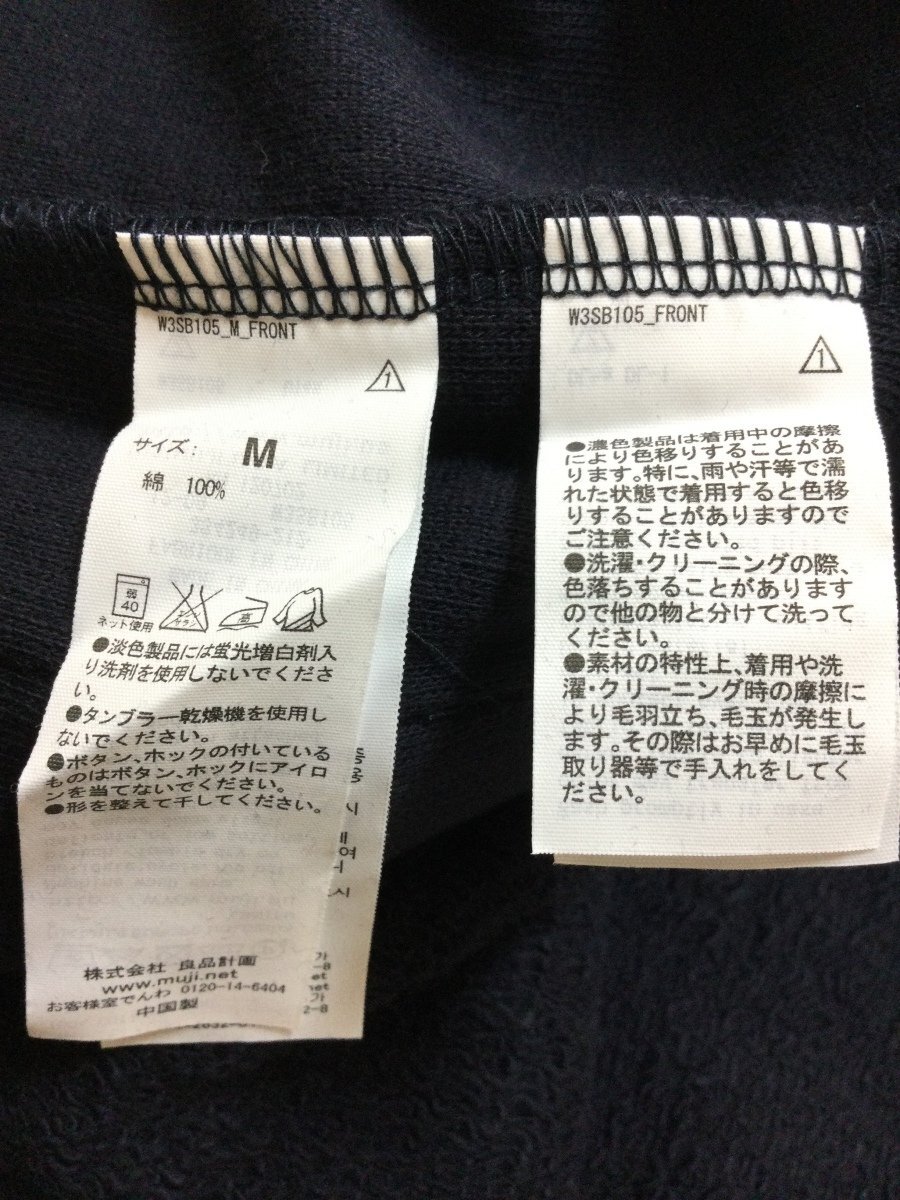 W3SB105_M_FRONT
1
サイズ: M
綿 100%
弱
40
ネット使用
エンソ
サラシ
高
●淡色製品には蛍光増白剤入
り洗剤を使用しないでくださ
い。
●タンブラー乾燥機を使用し
ないでください。
●ボタン、ホックの付いている
ものはボタン、ホックにアイロ
ンを当てないでください。
●形を整えて干してください。
株式会社 良品計画
www.muji.net
お客様室でんわ 0120-14-6404
中国製
W3SB105_FRONT
1
●濃色製品は着用中の摩擦
により色移りすることがあ
ります。特に、雨や汗等で濡
れた状態で着用すると色移
りすることがありますので
ご注意ください。
●洗濯・クリーニングの際、
色落ちすることがあります
ので他の物と分けて洗って
ください。
●素材の特性上、着用や洗
濯・クリーニング時の摩擦に
より毛羽立ち、毛玉が発生し
ます。その際はお早めに毛玉
取り器等で手入れをしてく
ださい。